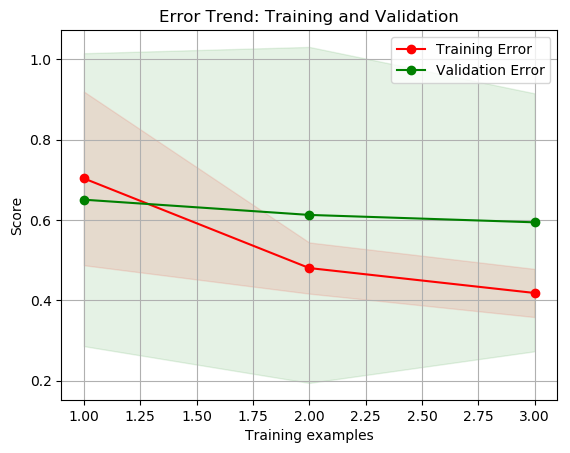 Error Trend: Training and Validation
Training Error
Validation Error
Score
1.0
0.8
0.6
0.4
0.2
1.00 1.25 1.50 1.75 2.00 2.25 2.50 2.75 3.00
Training examples